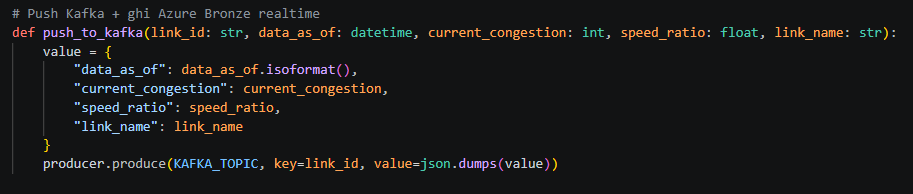 # Push Kafka + ghi Azure Bronze realtime
def push_to_kafka(link_id: str, data_as_of: datetime, current_congestion: int, speed_ratio: float, link_name: str):
    value = {
        "data_as_of": data_as_of.isoformat(),
        "current_congestion": current_congestion,
        "speed_ratio": speed_ratio,
        "link_name": link_name
    }
    producer.produce(KAFKA_TOPIC, key=link_id, value=json.dumps(value))